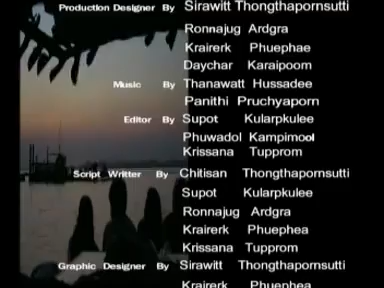 Production Designer By Sirawitt Thongthapornsutti
Ronnajug Ardgra
Krairerk Phuephae
Daychar Karaipoom
Music By Thanawatt Hussadee
Panithi Pruchyaporn
Editor By Supot Kularpkulee
Phuwadol Kampimool
Krissana Tupprom
Script Writter By Chitisan Thongthapornsutti
Supot Kularpkulee
Ronnajug Ardgra
Krairerk Phuephea
Krissana Tupprom
Graphic Designer By Sirawitt Thongthapornsutti
Krairerk Phuephea